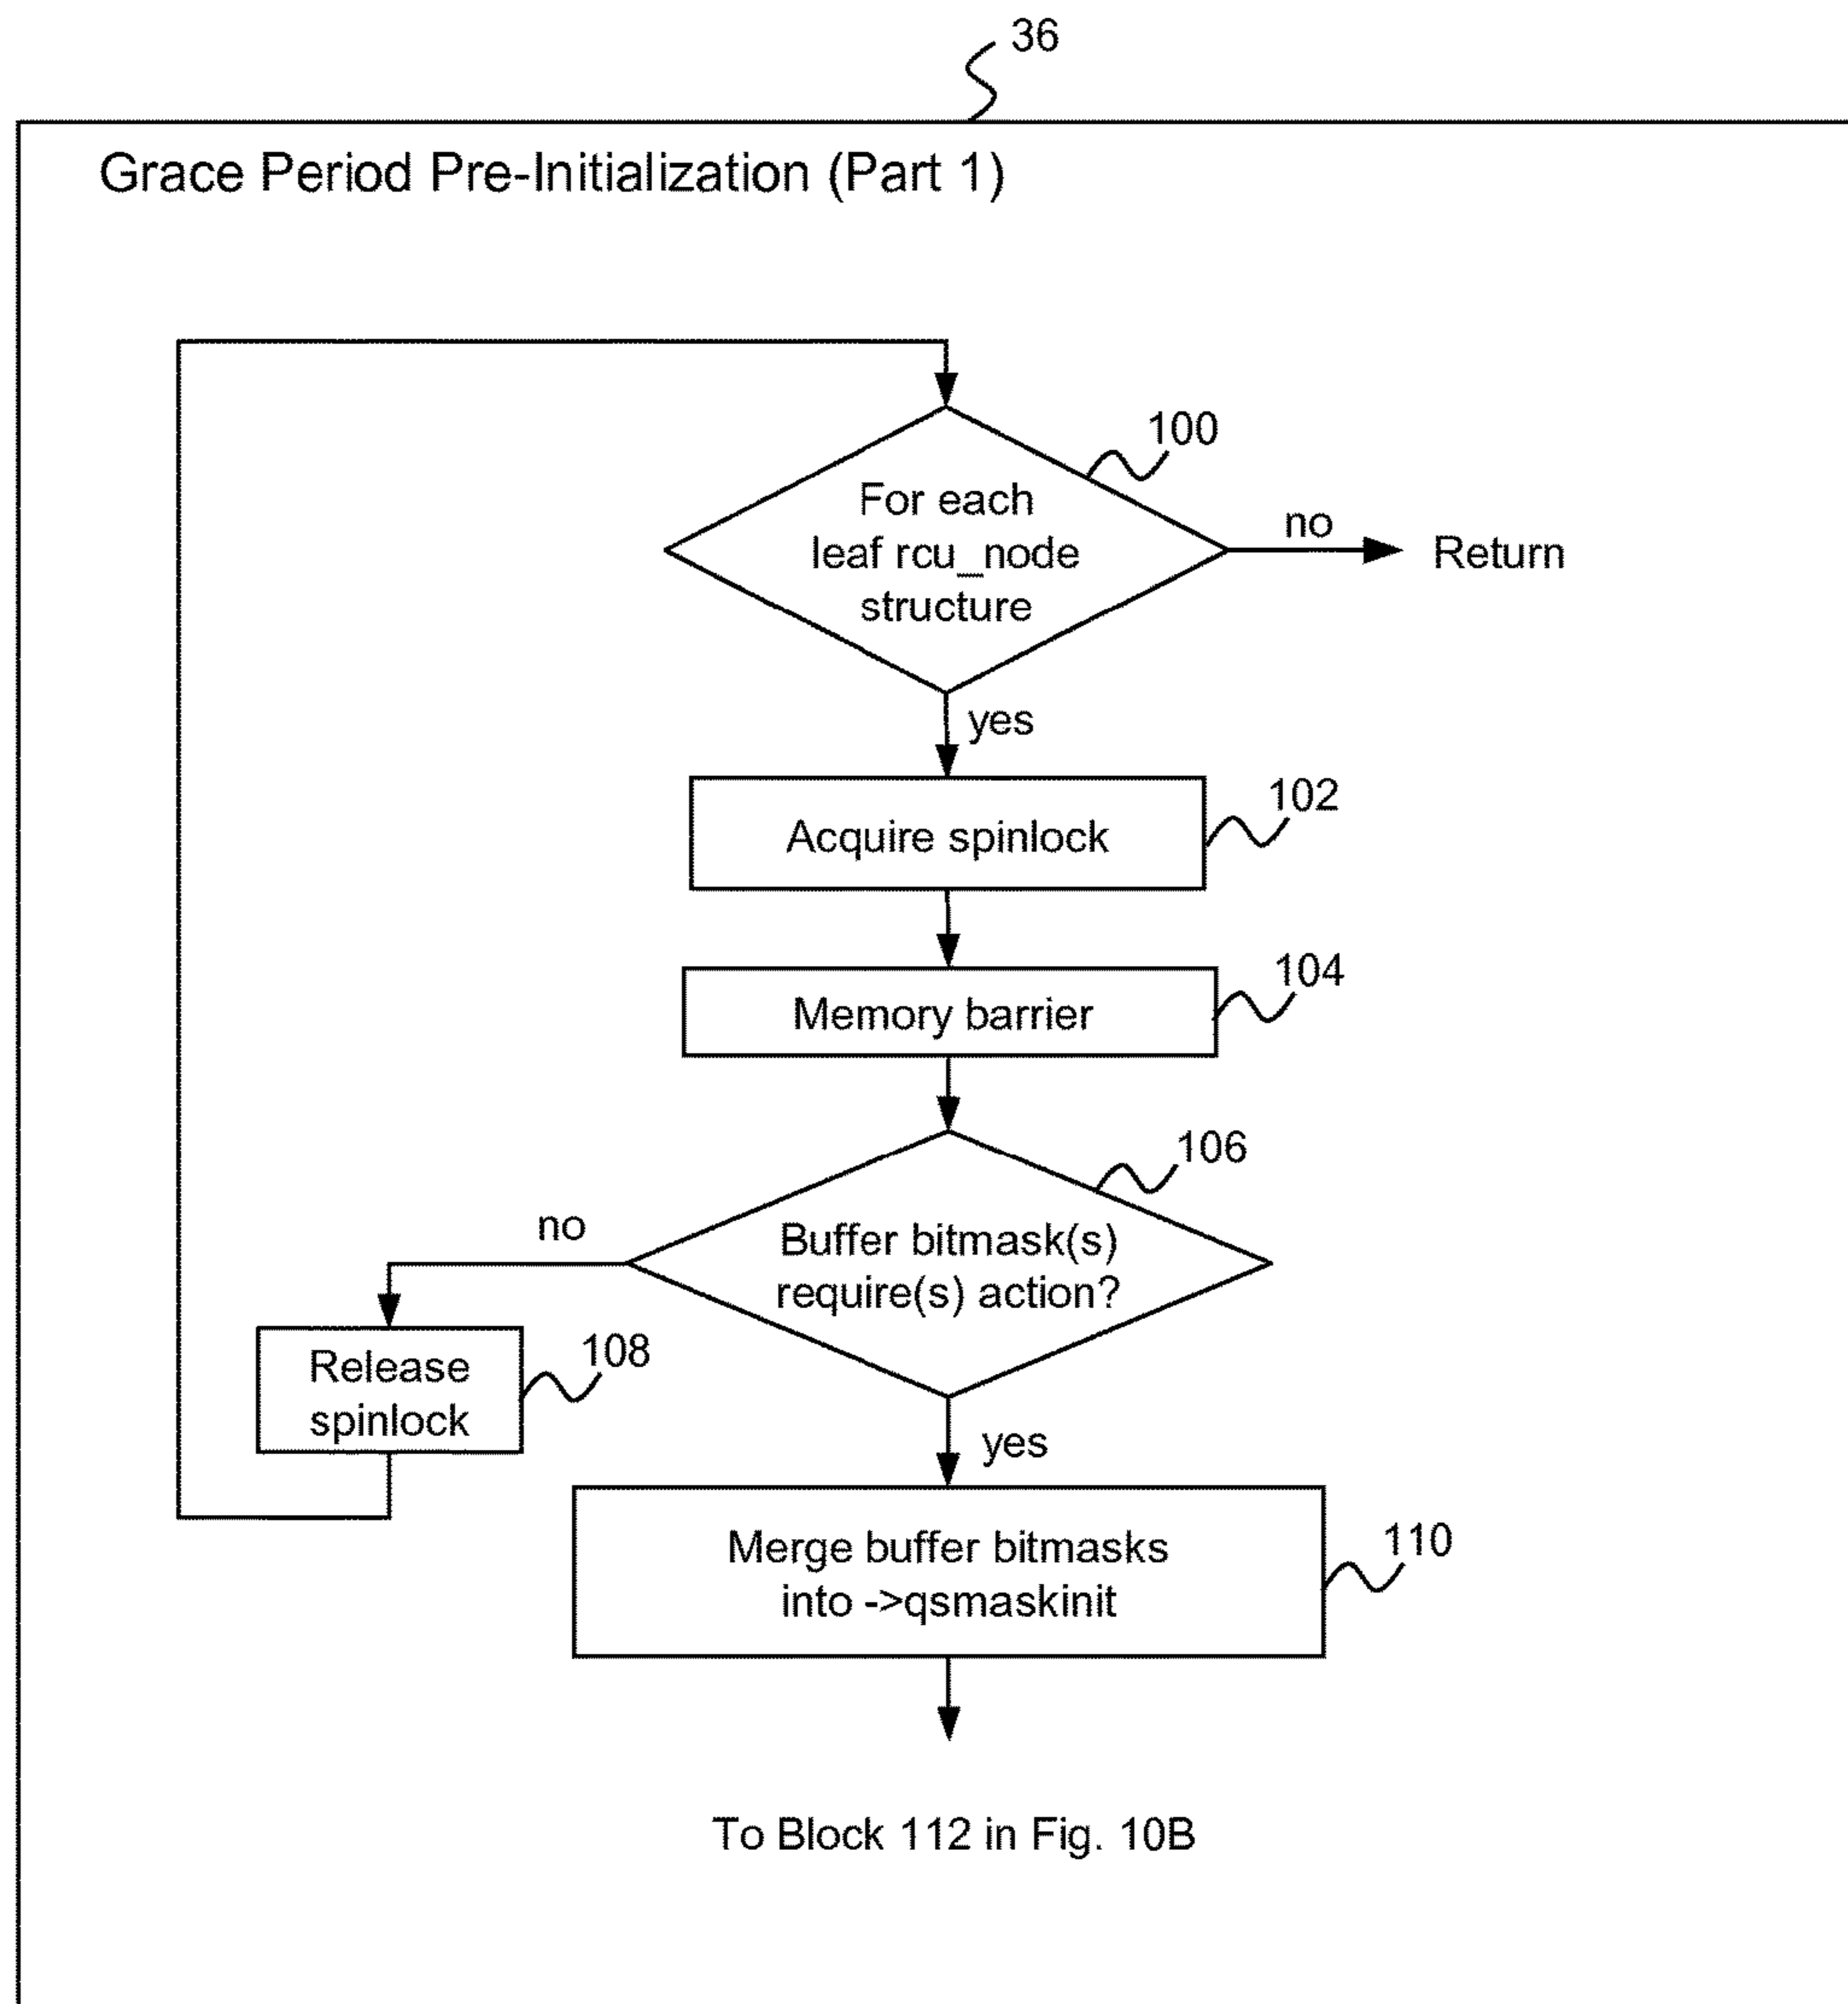 36
Grace Period Pre-Initialization (Part 1)
100
For each
leaf rcu_node
structure
no
Return
yes
102
Acquire spinlock
104
Memory barrier
106
Buffer bitmask(s)
require(s) action?
no
108
Release
spinlock
yes
110
Merge buffer bitmasks
into ->qsmaskinit
To Block 112 in Fig. 10B